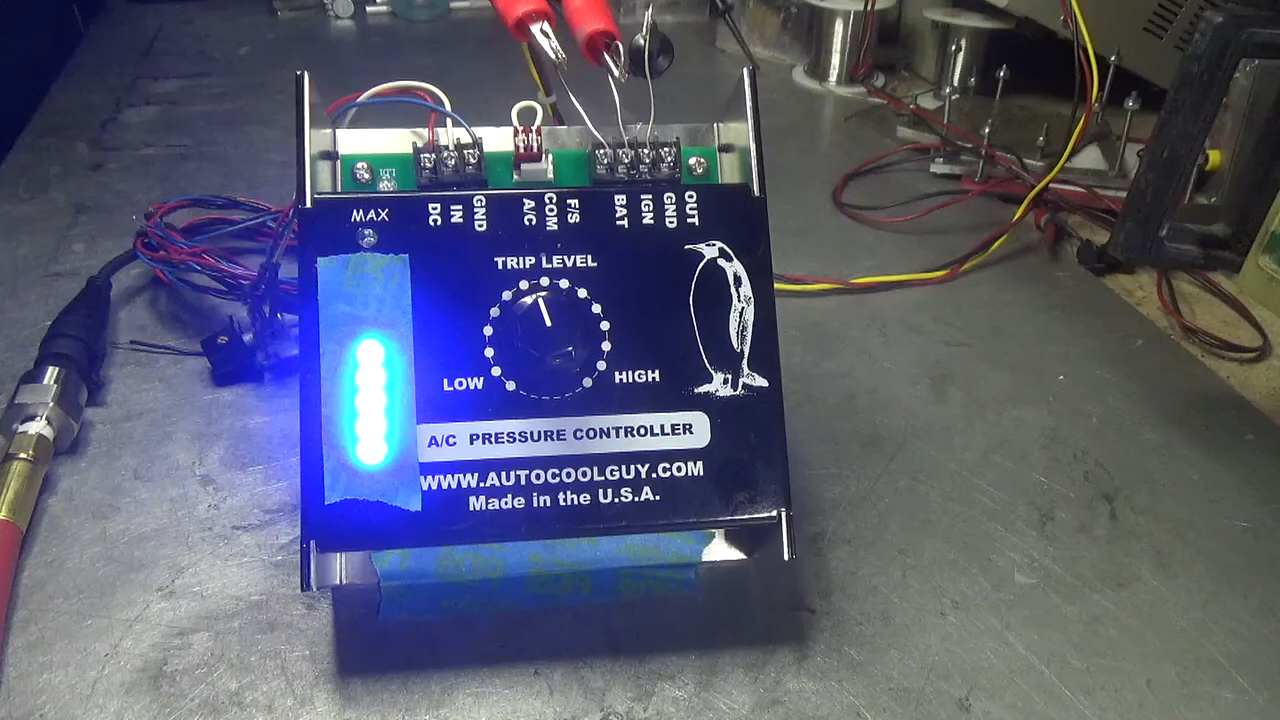 MAX
DC
IN
GND
A/C
COM
F/S
BAT
IGN
GND
OUT
TRIP LEVEL
LOW
HIGH
A/C PRESSURE CONTROLLER
WWW.AUTOCOOLGUY.COM
Made in the U.S.A.